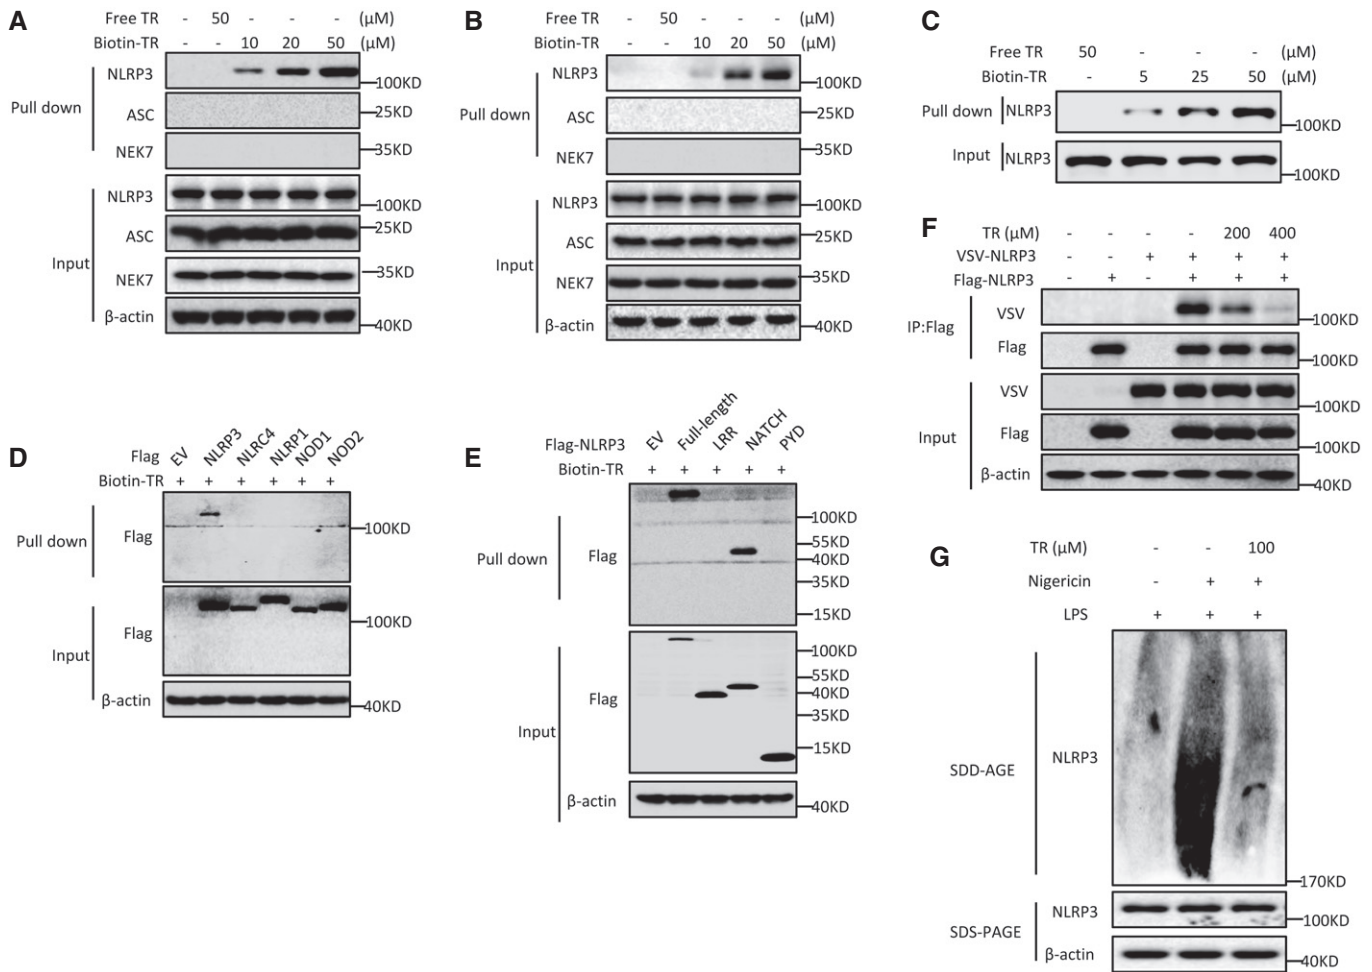 A
Free TR - 50 - - - (μM)
Biotin-TR - - 10 20 50 (μM)
Pull down
NLRP3
100KD
ASC
25KD
NEK7
35KD
Input
NLRP3
100KD
ASC
25KD
NEK7
35KD
β-actin
40KD
B
Free TR - 50 - - - (μM)
Biotin-TR - - 10 20 50 (μM)
Pull down
NLRP3
100KD
ASC
25KD
NEK7
35KD
Input
NLRP3
100KD
ASC
25KD
NEK7
35KD
β-actin
40KD
C
Free TR 50 - - - (μM)
Biotin-TR - 5 25 50 (μM)
Pull down NLRP3
100KD
Input NLRP3
100KD
D
Flag EV NLRP3 NLRC4 NLRP1 NOD1 NOD2
Biotin-TR + + + + + +
Pull down
Flag
100KD
Input
Flag
100KD
β-actin
40KD
E
Flag-NLRP3 EV Full-length LRR NATCH PYD
Biotin-TR + + + + +
Pull down
Flag
100KD
55KD
40KD
35KD
15KD
Input
Flag
100KD
55KD
40KD
35KD
15KD
β-actin
40KD
F
TR (μM) - - - - 200 400
VSV-NLRP3 - - + + + +
Flag-NLRP3 - + - + + +
IP:Flag
VSV
100KD
Flag
100KD
Input
VSV
100KD
Flag
100KD
β-actin
40KD
G
TR (μM) - - 100
Nigericin - + +
LPS + + +
SDD-AGE
NLRP3
170KD
SDS-PAGE
NLRP3
100KD
β-actin
40KD